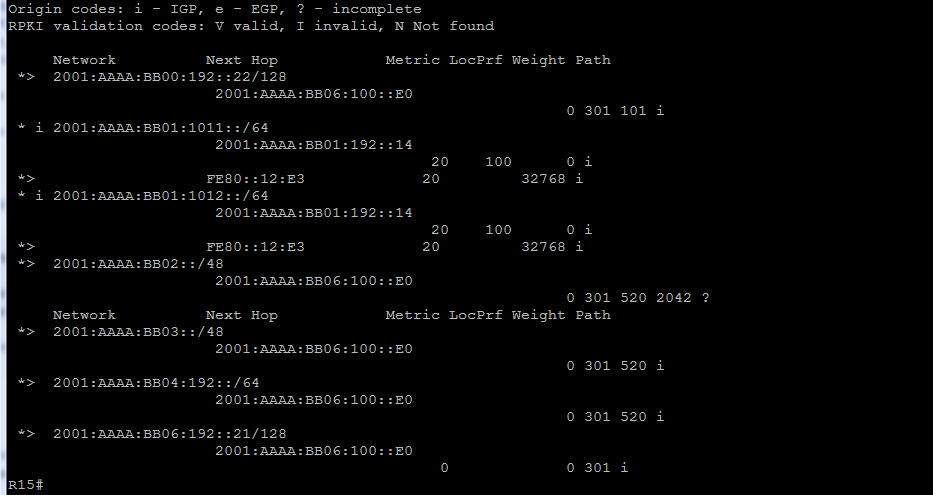 Origin codes: i - IGP, e - EGP, ? - incomplete
RPKI validation codes: V valid, I invalid, N Not found

     Network          Next Hop            Metric LocPrf Weight Path
 *>  2001:AAAA:BB00:192::22/128
                       2001:AAAA:BB06:100::E0
                                                              0 301 101 i
 * i 2001:AAAA:BB01:1011::/64
                       2001:AAAA:BB01:192::14
                                               20    100      0 i
 *>                   FE80::12:E3             20         32768 i
 * i 2001:AAAA:BB01:1012::/64
                       2001:AAAA:BB01:192::14
                                               20    100      0 i
 *>                   FE80::12:E3             20         32768 i
 *>  2001:AAAA:BB02::/48
                       2001:AAAA:BB06:100::E0
                                                              0 301 520 2042 ?
     Network          Next Hop            Metric LocPrf Weight Path
 *>  2001:AAAA:BB03::/48
                       2001:AAAA:BB06:100::E0
                                                              0 301 520 i
 *>  2001:AAAA:BB04:192::/64
                       2001:AAAA:BB06:100::E0
                                                              0 301 520 i
 *>  2001:AAAA:BB06:192::21/128
                       2001:AAAA:BB06:100::E0
                                                0             0 301 i
R15#